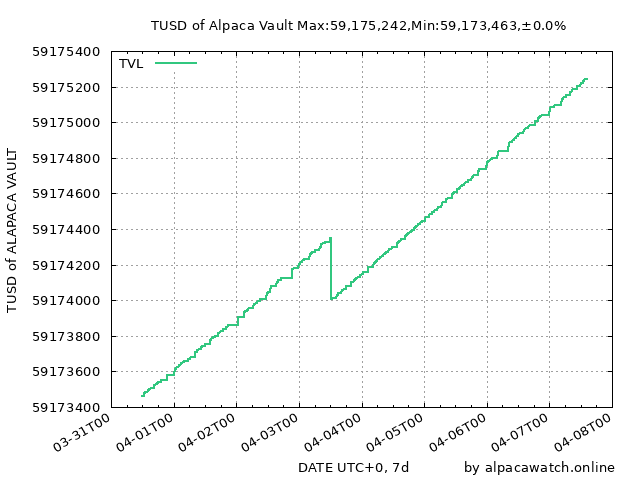 TUSD of Alpaca Vault Max:59,175,242,Min:59,173,463,±0.0%
TVL
TUSD of ALAPACA VAULT
59175400
59175200
59175000
59174800
59174600
59174400
59174200
59174000
59173800
59173600
59173400
03-31T00
04-01T00
04-02T00
04-03T00
04-04T00
04-05T00
04-06T00
04-07T00
04-08T00
DATE UTC+0, 7d
by alpacawatch.online